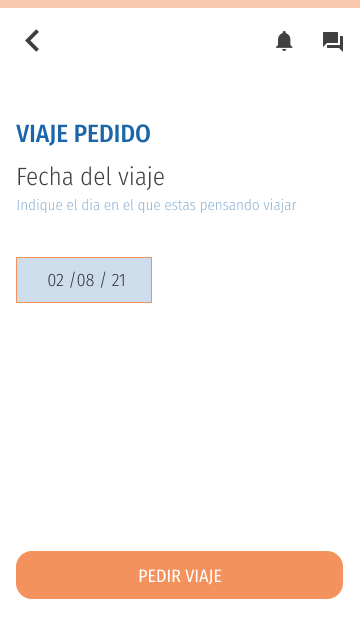 VIAJE PEDIDO
Fecha del viaje
Indique el dia en el que estas pensando viajar
02 /08 / 21
PEDIR VIAJE